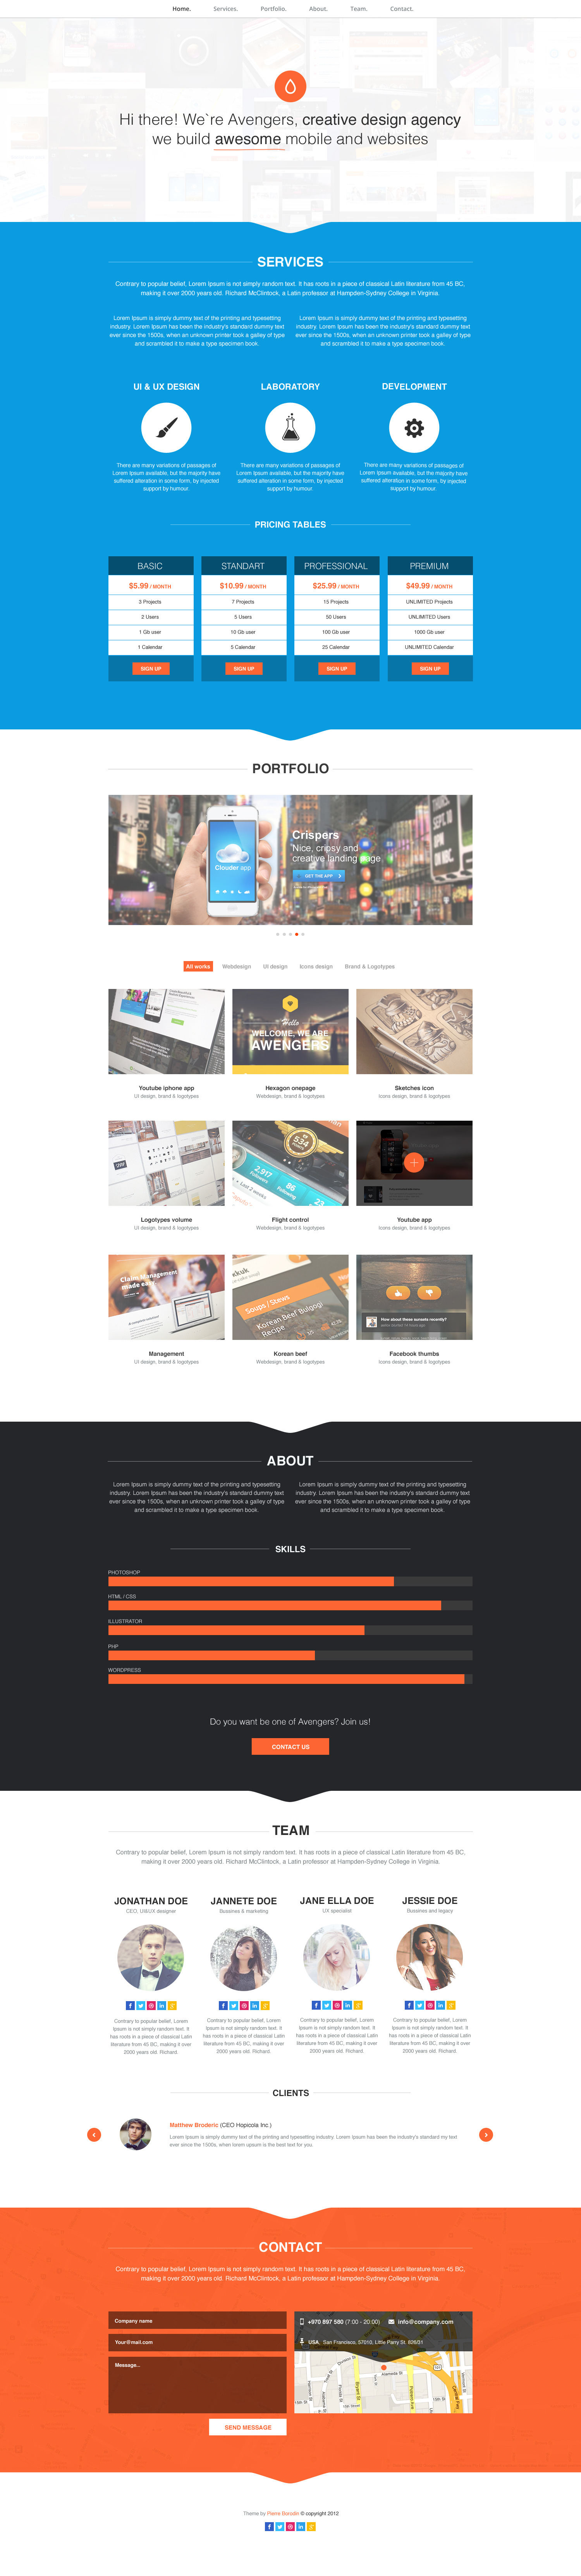 Home. Services. Portfolio. About. Team. Contact.
Hi there! We`re Avengers, creative design agency
we build awesome mobile and websites
SERVICES
Contrary to popular belief, Lorem Ipsum is not simply random text. It has roots in a piece of classical Latin literature from 45 BC,
making it over 2000 years old. Richard McClintock, a Latin professor at Hampden-Sydney College in Virginia.
Lorem Ipsum is simply dummy text of the printing and typesetting
industry. Lorem Ipsum has been the industry's standard dummy text
ever since the 1500s, when an unknown printer took a galley of type
and scrambled it to make a type specimen book.
Lorem Ipsum is simply dummy text of the printing and typesetting
industry. Lorem Ipsum has been the industry's standard dummy text
ever since the 1500s, when an unknown printer took a galley of type
and scrambled it to make a type specimen book.
UI & UX DESIGN
There are many variations of passages of
Lorem Ipsum available, but the majority have
suffered alteration in some form, by injected
support by humour.
LABORATORY
There are many variations of passages of
Lorem Ipsum available, but the majority have
suffered alteration in some form, by injected
support by humour.
DEVELOPMENT
There are many variations of passages of
Lorem Ipsum available, but the majority have
suffered alteration in some form, by injected
support by humour.
PRICING TABLES
BASIC
$5.99 / MONTH
3 Projects
2 Users
1 Gb user
1 Calendar
SIGN UP
STANDART
$10.99 / MONTH
7 Projects
5 Users
10 Gb user
5 Calendar
SIGN UP
PROFESSIONAL
$25.99 / MONTH
15 Projects
50 Users
100 Gb user
25 Calendar
SIGN UP
PREMIUM
$49.99 / MONTH
UNLIMITED Projects
UNLIMITED Users
1000 Gb user
UNLIMITED Calendar
SIGN UP
PORTFOLIO
Clouder app
Crispers
Nice, cripsy and
creative landing page.
GET THE APP
All works Webdesign UI design Icons design Brand & Logotypes
Youtube iphone app
UI design, brand & logotypes
Hello
WELCOME, WE ARE
AWENGERS
Hexagon onepage
Webdesign, brand & logotypes
Sketches icon
Icons design, brand & logotypes
Logotypes volume
UI design, brand & logotypes
534
2,917
Followers
86
Following
Last 2 weeks
Flight control
Webdesign, brand & logotypes
Youtube app
Icons design, brand & logotypes
Claim Management
made easy
Management
UI design, brand & logotypes
Soups | Stews
Korean Beef Bulgogi
Recipe
Korean beef
Webdesign, brand & logotypes
How about these sunsets recently?
Facebook thumbs
Icons design, brand & logotypes
ABOUT
Lorem Ipsum is simply dummy text of the printing and typesetting
industry. Lorem Ipsum has been the industry's standard dummy text
ever since the 1500s, when an unknown printer took a galley of type
and scrambled it to make a type specimen book.
Lorem Ipsum is simply dummy text of the printing and typesetting
industry. Lorem Ipsum has been the industry's standard dummy text
ever since the 1500s, when an unknown printer took a galley of type
and scrambled it to make a type specimen book.
SKILLS
PHOTOSHOP
HTML / CSS
ILLUSTRATOR
PHP
WORDPRESS
Do you want be one of Avengers? Join us!
CONTACT US
TEAM
Contrary to popular belief, Lorem Ipsum is not simply random text. It has roots in a piece of classical Latin literature from 45 BC,
making it over 2000 years old. Richard McClintock, a Latin professor at Hampden-Sydney College in Virginia.
JONATHAN DOE
CEO, UI&UX designer
Contrary to popular belief, Lorem
Ipsum is not simply random text. It
has roots in a piece of classical Latin
literature from 45 BC, making it over
2000 years old. Richard.
JANNETE DOE
Bussines & marketing
Contrary to popular belief, Lorem
Ipsum is not simply random text. It
has roots in a piece of classical Latin
literature from 45 BC, making it over
2000 years old. Richard.
JANE ELLA DOE
UX specialist
Contrary to popular belief, Lorem
Ipsum is not simply random text. It
has roots in a piece of classical Latin
literature from 45 BC, making it over
2000 years old. Richard.
JESSIE DOE
Bussines and legacy
Contrary to popular belief, Lorem
Ipsum is not simply random text. It
has roots in a piece of classical Latin
literature from 45 BC, making it over
2000 years old. Richard.
CLIENTS
Matthew Broderic (CEO Hopicola Inc.)
Lorem Ipsum is simply dummy text of the printing and typesetting industry. Lorem Ipsum has been the industry's standard my text
ever since the 1500s, when lorem upsum is the best text for you.
CONTACT
Contrary to popular belief, Lorem Ipsum is not simply random text. It has roots in a piece of classical Latin literature from 45 BC,
making it over 2000 years old. Richard McClintock, a Latin professor at Hampden-Sydney College in Virginia.
Company name
Your@mail.com
Message...
SEND MESSAGE
+970 897 580 (7:00 - 20:00) info@company.com
USA, San Francisco, 57010, Little Parry St. 826/31
Theme by Pierre Borodin © copyright 2012